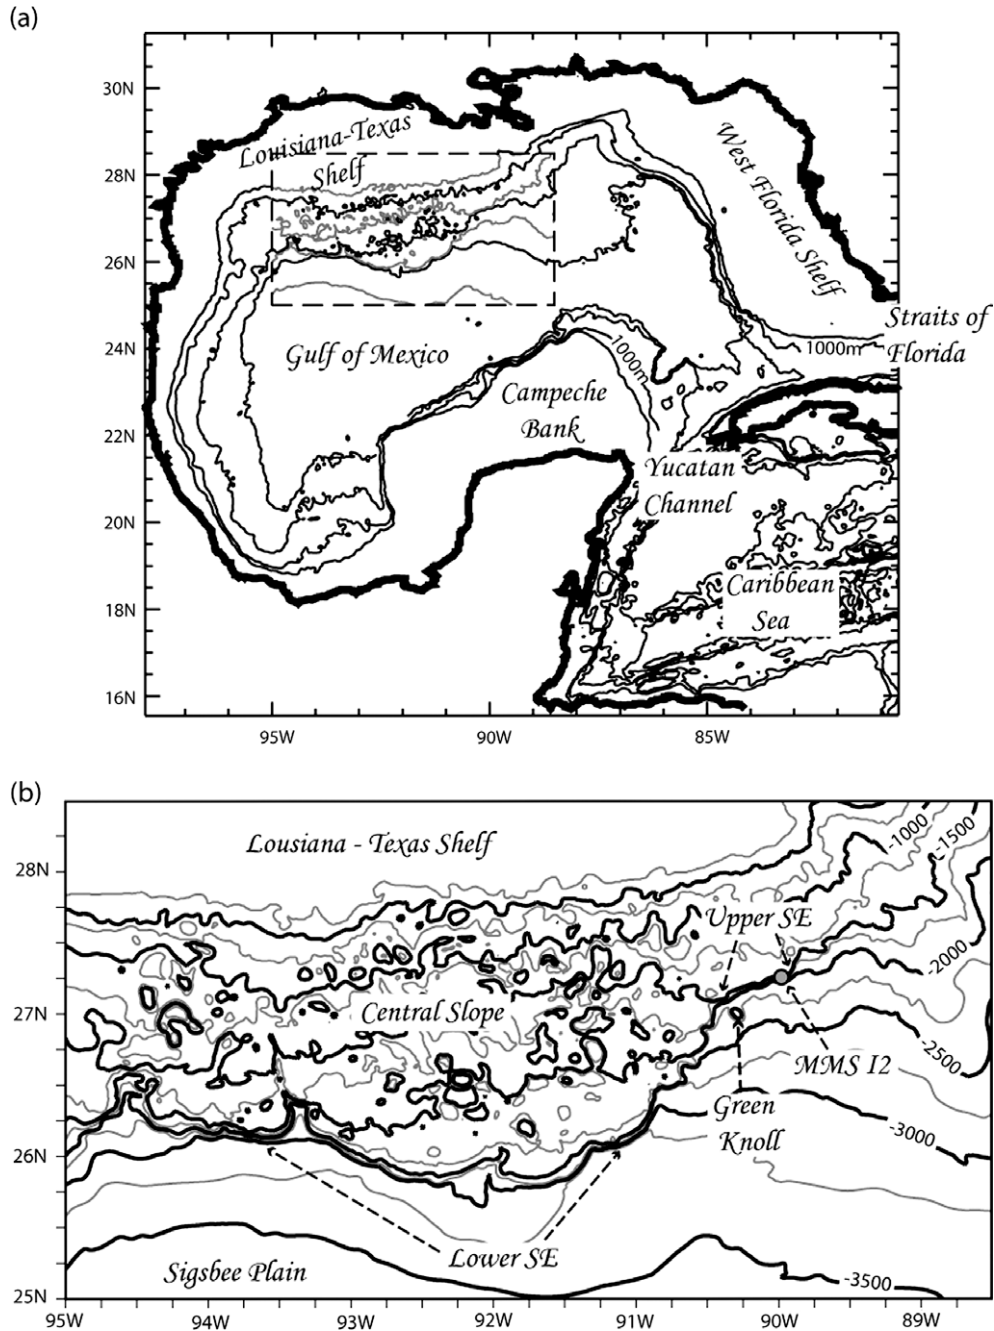 (a)
30N
28N
26N
24N
22N
20N
18N
16N
95W
90W
85W
Louisiana-Texas
Shelf
West Florida Shelf
Straits of
Florida
1000m
Gulf of Mexico
1000m
Campeche
Bank
Yucatan
Channel
Caribbean
Sea
(b)
28N
27N
26N
25N
95W
94W
93W
92W
91W
90W
89W
Lousiana - Texas Shelf
-1000
-1500
Upper SE
-2000
Central Slope
-2500
MMS I2
Green
Knoll
-3000
Lower SE
Sigsbee Plain
-3500